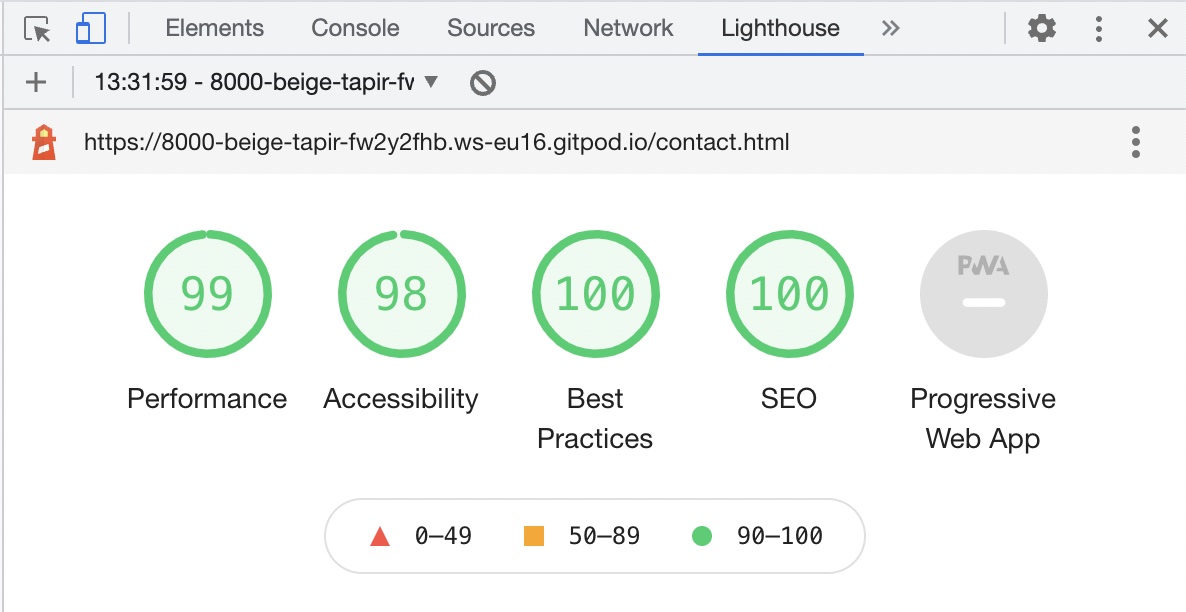 Elements Console Sources Network Lighthouse »
+ 13:31:59 - 8000-beige-tapir-fw ▼
https://8000-beige-tapir-fw2y2fhb.ws-eu16.gitpod.io/contact.html
99 98 100 100 PWA
Performance Accessibility Best Practices SEO Progressive Web App
0–49 50–89 90–100